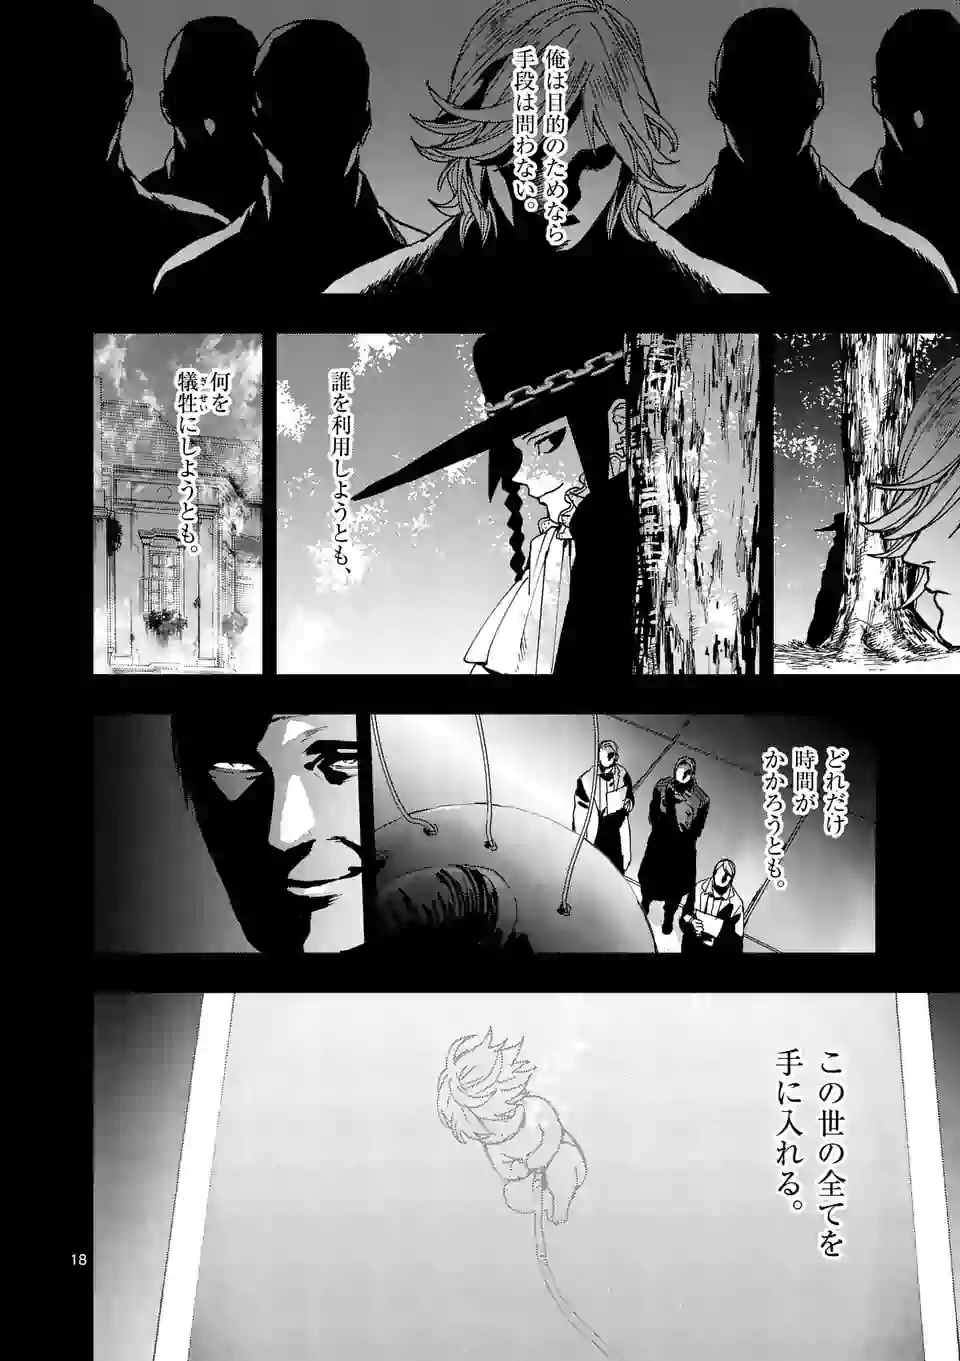 俺は目的のためなら
手段は問わない。
誰を利用しようとも、
何を
犠牲にしようとも。
ぎせい
どれだけ
時間が
かかろうとも。
この世の全てを
手に入れる。
18